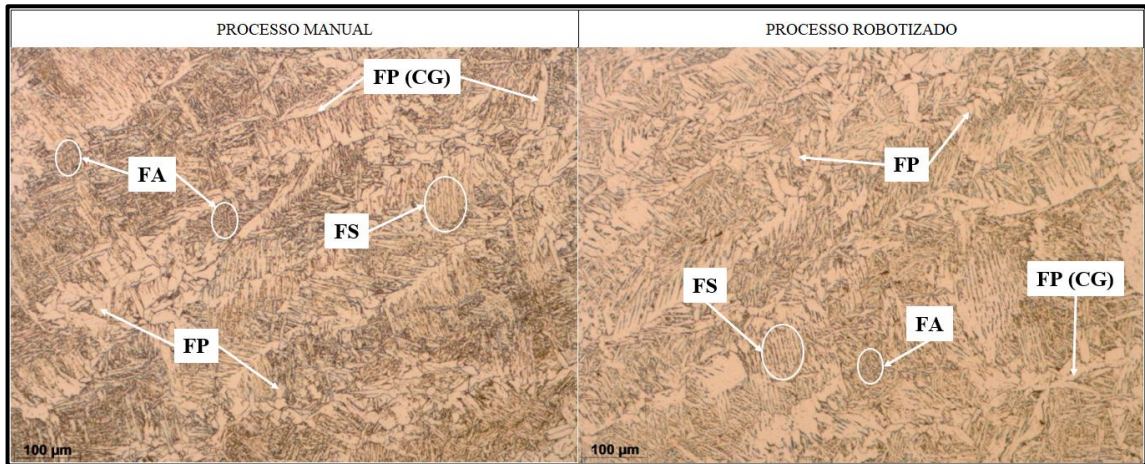 PROCESSO MANUAL
PROCESSO ROBOTIZADO
FP (CG)
FA
FS
FP
100 µm
FP
FP (CG)
FS
FA
100 µm